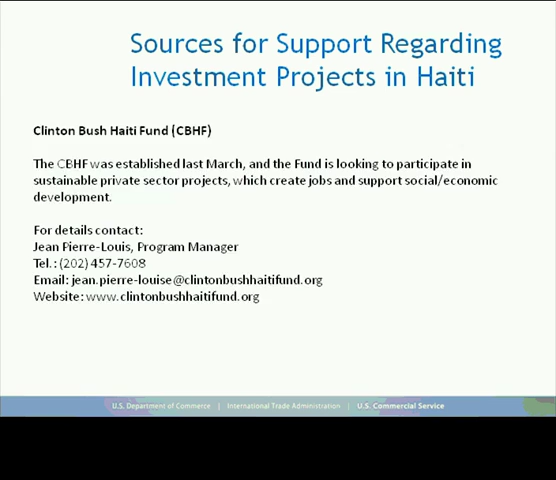 Sources for Support Regarding
Investment Projects in Haiti
Clinton Bush Haiti Fund (CBHF)
The CBHF was established last March, and the Fund is looking to participate in
sustainable private sector projects, which create jobs and support social/economic
development.
For details contact:
Jean Pierre-Louis, Program Manager
Tel.: (202) 457-7608
Email: jean.pierre-louise@clintonbushhaitifund.org
Website: www.clintonbushhaitifund.org
U.S. Department of Commerce | International Trade Administration | U.S. Commercial Service